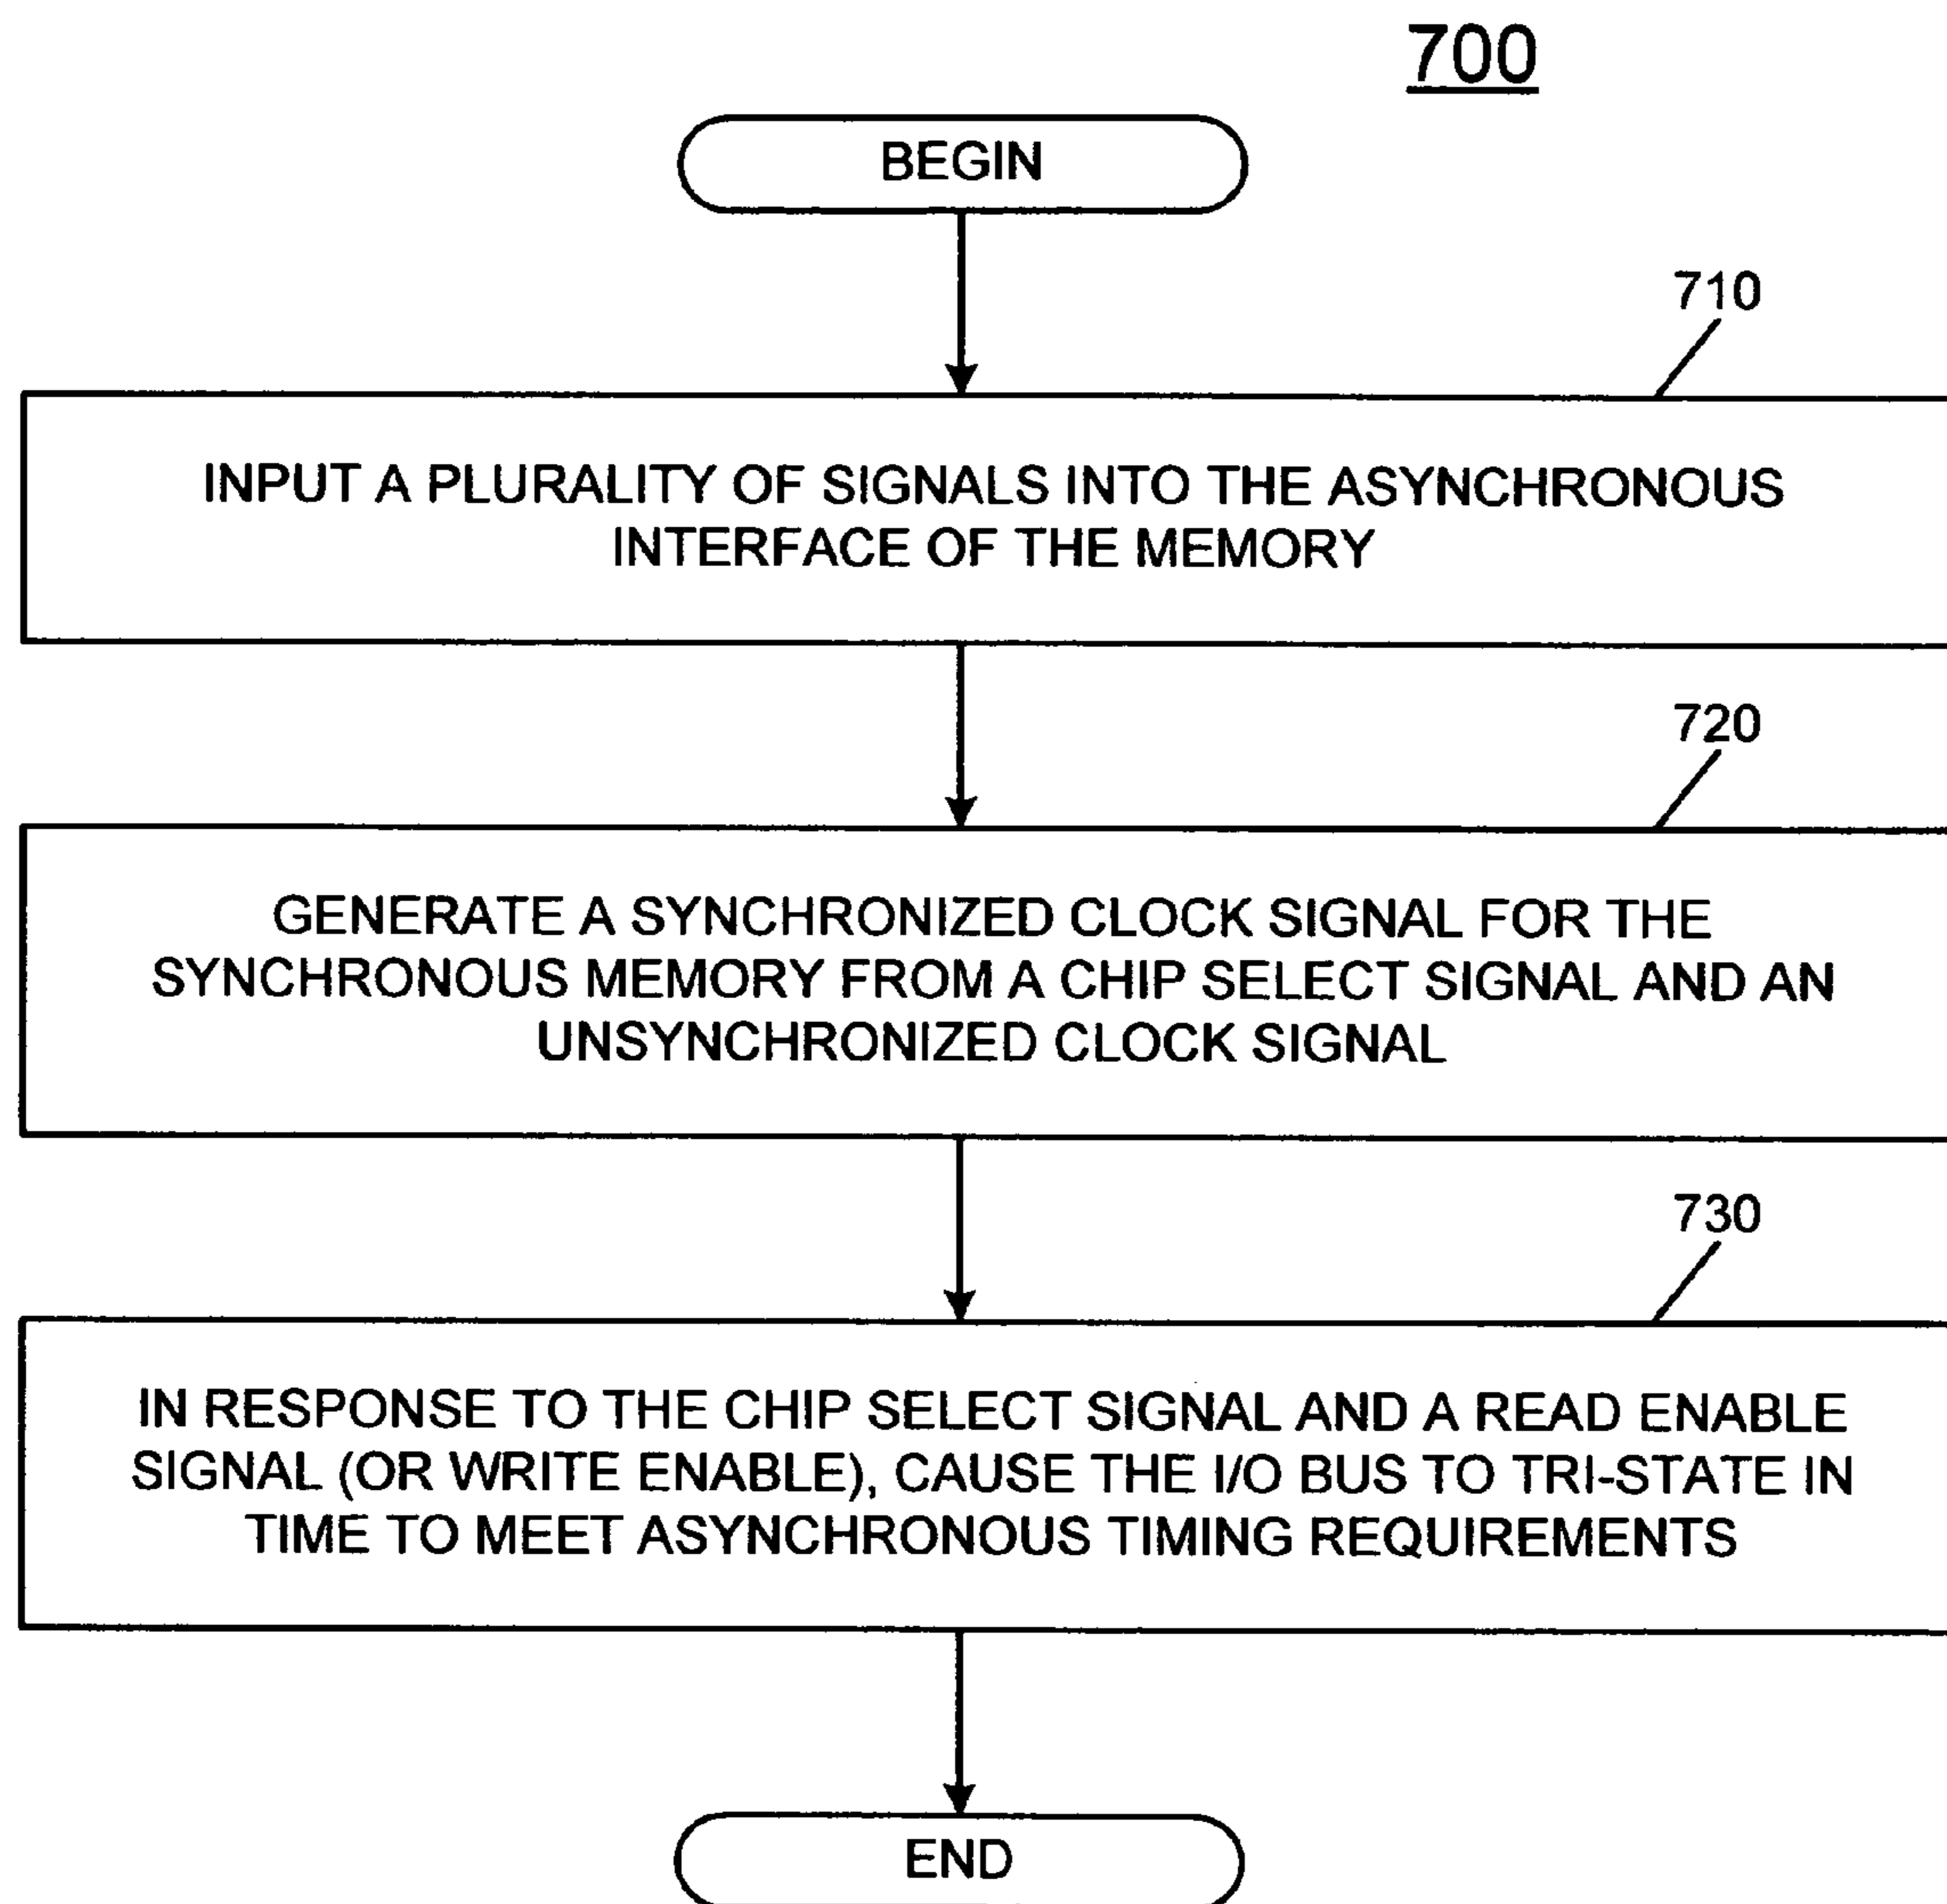 700
BEGIN
710
INPUT A PLURALITY OF SIGNALS INTO THE ASYNCHRONOUS
INTERFACE OF THE MEMORY
720
GENERATE A SYNCHRONIZED CLOCK SIGNAL FOR THE
SYNCHRONOUS MEMORY FROM A CHIP SELECT SIGNAL AND AN
UNSYNCHRONIZED CLOCK SIGNAL
730
IN RESPONSE TO THE CHIP SELECT SIGNAL AND A READ ENABLE
SIGNAL (OR WRITE ENABLE), CAUSE THE I/O BUS TO TRI-STATE IN
TIME TO MEET ASYNCHRONOUS TIMING REQUIREMENTS
END